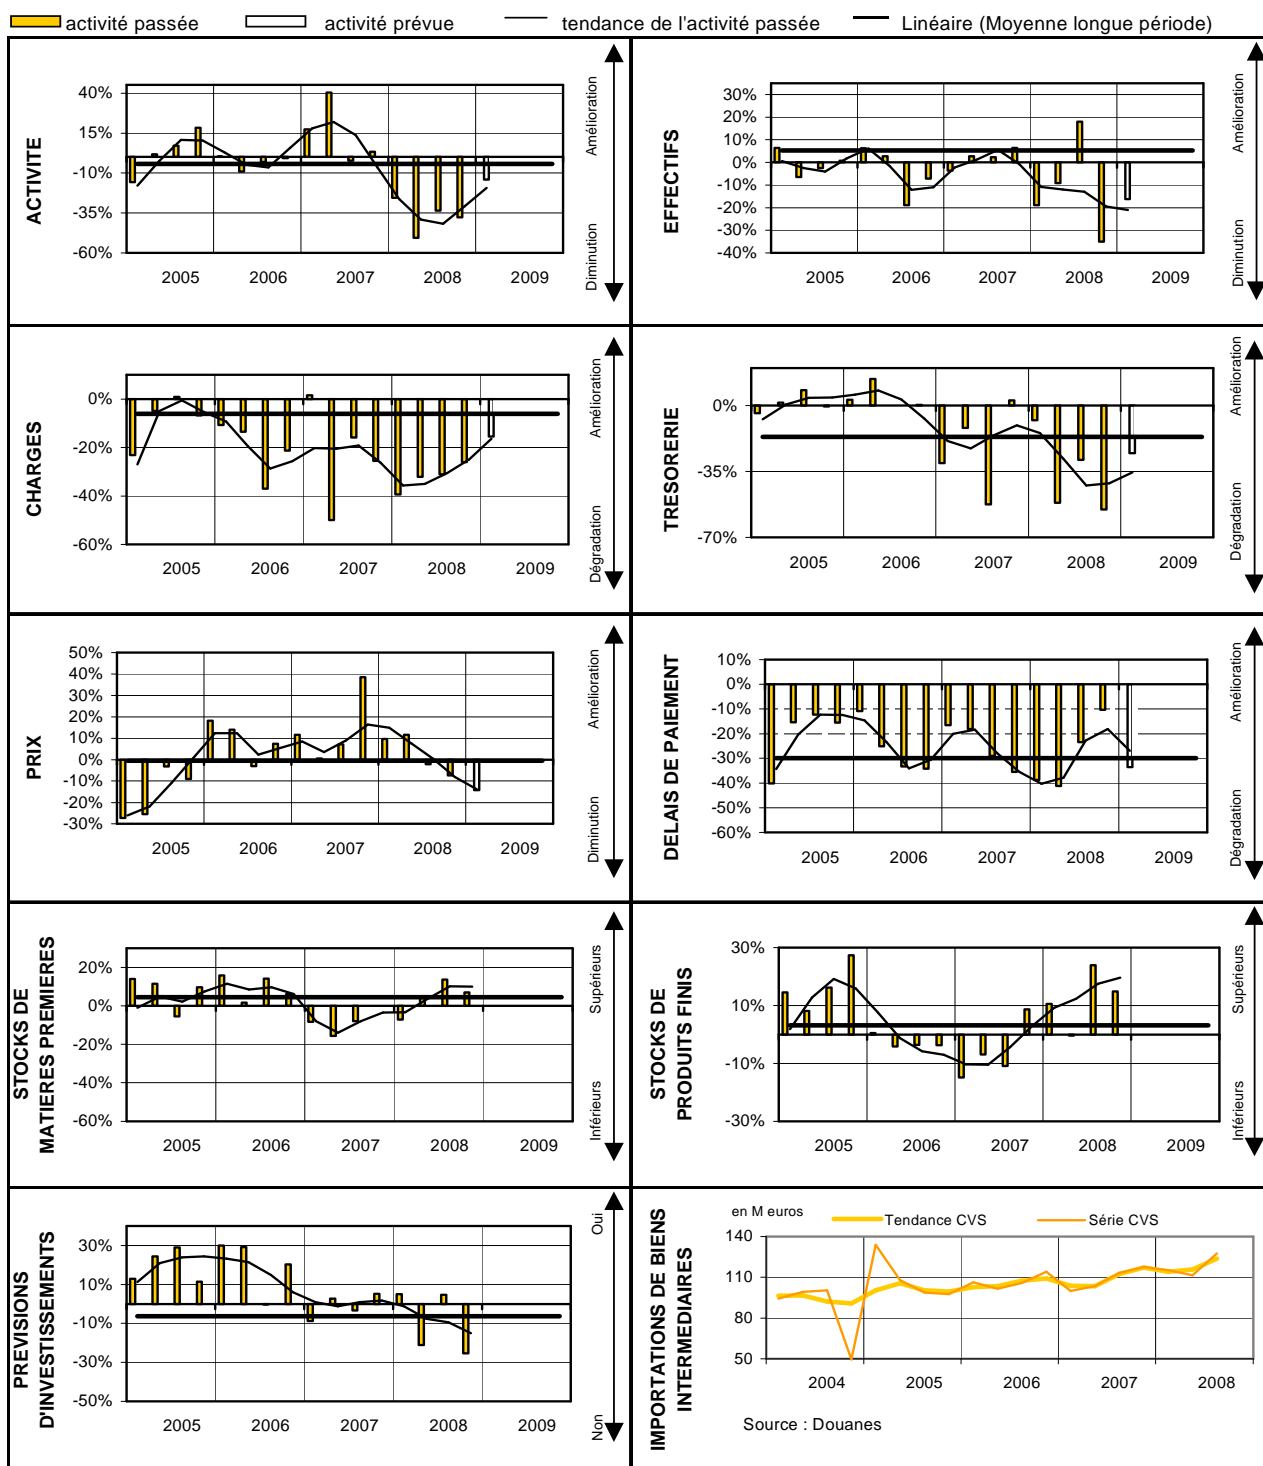 activité passée activité prévue tendance de l'activité passée Linéaire (Moyenne longue période)
ACTIVITE
40%
15%
-10%
-35%
-60%
2005 2006 2007 2008 2009
Amélioration
Diminution
EFFECTIFS
30%
20%
10%
0%
-10%
-20%
-30%
-40%
2005 2006 2007 2008 2009
Amélioration
Diminution
CHARGES
0%
-20%
-40%
-60%
2005 2006 2007 2008 2009
Amélioration
Dégradation
TRESORERIE
0%
-35%
-70%
2005 2006 2007 2008 2009
Amélioration
Dégradation
PRIX
50%
40%
30%
20%
10%
0%
-10%
-20%
-30%
2005 2006 2007 2008 2009
Amélioration
Diminution
DELAIS DE PAIEMENT
10%
0%
-10%
-20%
-30%
-40%
-50%
-60%
2005 2006 2007 2008 2009
Amélioration
Dégradation
STOCKS DE
MATIERES PREMIERES
20%
0%
-20%
-40%
-60%
2005 2006 2007 2008 2009
Supérieurs
Inférieurs
STOCKS DE
PRODUITS FINIS
30%
10%
-10%
-30%
2005 2006 2007 2008 2009
Supérieurs
Inférieurs
PREVISIONS
D'INVESTISSEMENTS
30%
10%
-10%
-30%
-50%
2005 2006 2007 2008 2009
Oui
Non
IMPORTATIONS DE BIENS
INTERMEDIAIRES
en M euros
Tendance CVS Série CVS
140
110
80
50
2004 2005 2006 2007 2008
Source : Douanes